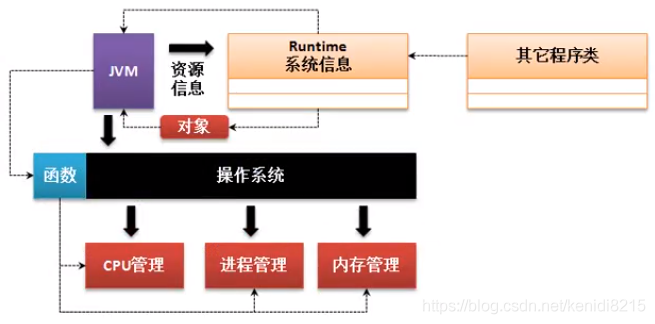 JVM
资源
信息
Runtime
系统信息
其它程序类
对象
函数
操作系统
CPU管理
进程管理
内存管理
https://blog.csdn.net/kenidi8215